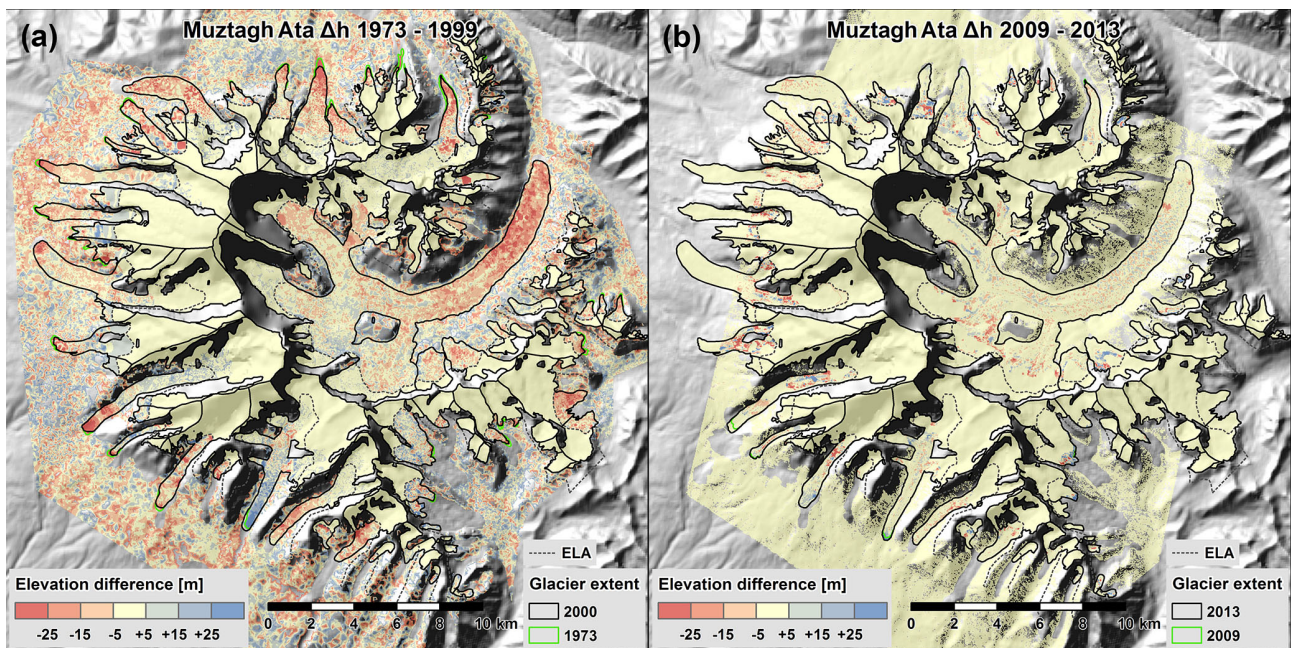 (a)
Muztagh Ata Δh 1973 - 1999
ELA
Elevation difference [m]
-25 -15 -5 +5 +15 +25
0 2 4 6 8 10 km
Glacier extent
2000
1973
(b)
Muztagh Ata Δh 2009 - 2013
ELA
Elevation difference [m]
-25 -15 -5 +5 +15 +25
0 2 4 6 8 10 km
Glacier extent
2013
2009